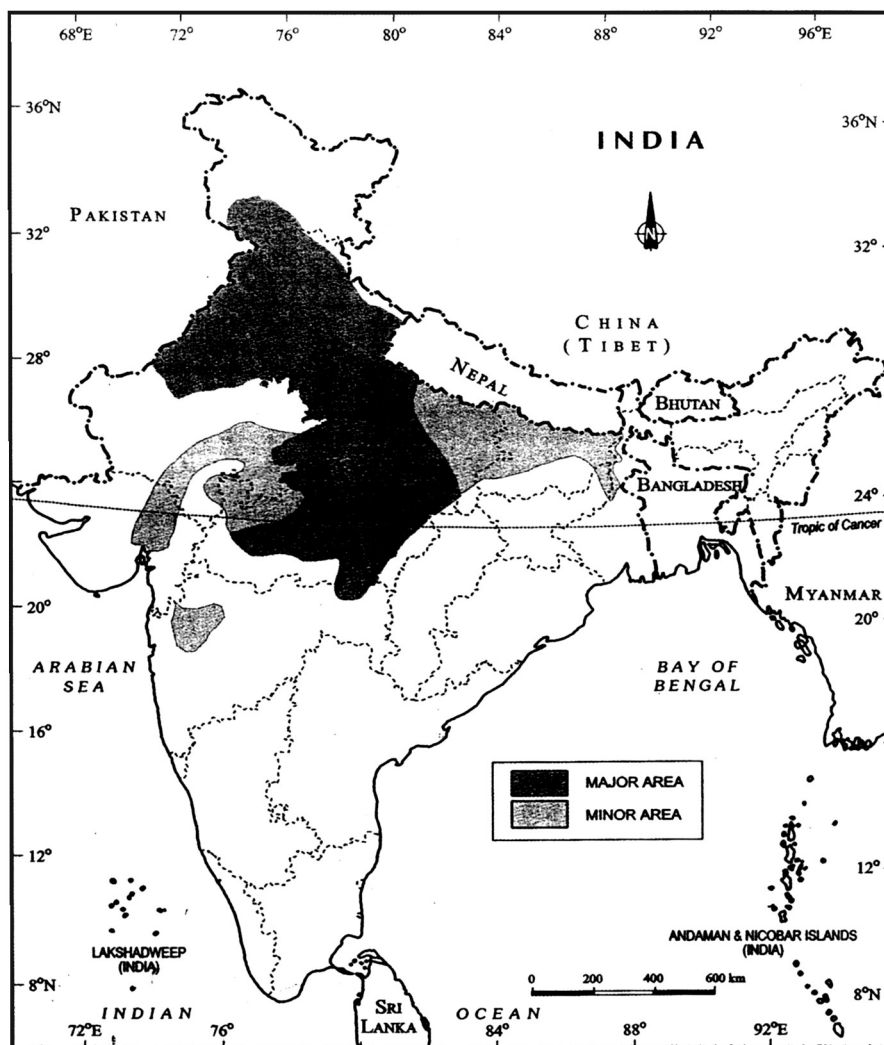 68°E 72° 76° 80° 84° 88° 92° 96°E
36°N
36°N
INDIA
PAKISTAN
N
32°
32°
CHINA
(TIBET)
28°
28°
NEPAL
BHUTAN
BANGLADESH
24°
24°
Tropic of Cancer
MYANMAR
20°
20°
ARABIAN
SEA
BAY OF
BENGAL
16°
16°
MAJOR AREA
MINOR AREA
12°
12°
LAKSHADWEEP
(INDIA)
ANDAMAN & NICOBAR ISLANDS
(INDIA)
0 200 400 600 km
8°N
8°N
INDIAN
SRI
LANKA
OCEAN
72°E 76° 84° 88° 92°E